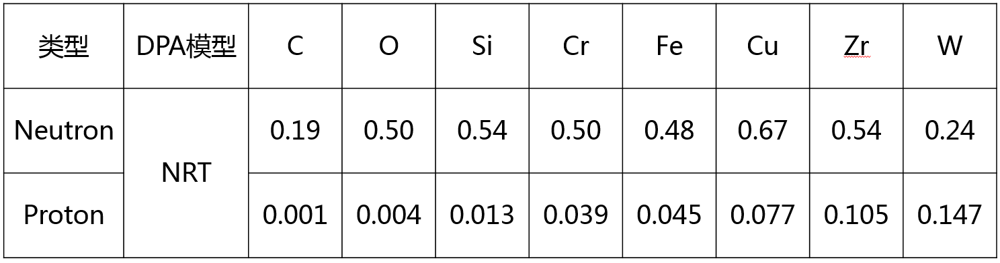 类型 DPA模型 C O Si Cr Fe Cu Zr W
Neutron NRT 0.19 0.50 0.54 0.50 0.48 0.67 0.54 0.24
Proton 0.001 0.004 0.013 0.039 0.045 0.077 0.105 0.147